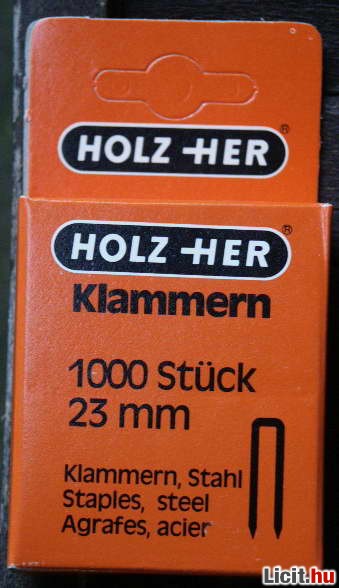 HOLZ-HER®
HOLZ-HER®
Klammern
1000 Stück
23 mm
Klammern, Stahl
Staples, steel
Agrafes, acier
Licit.hu